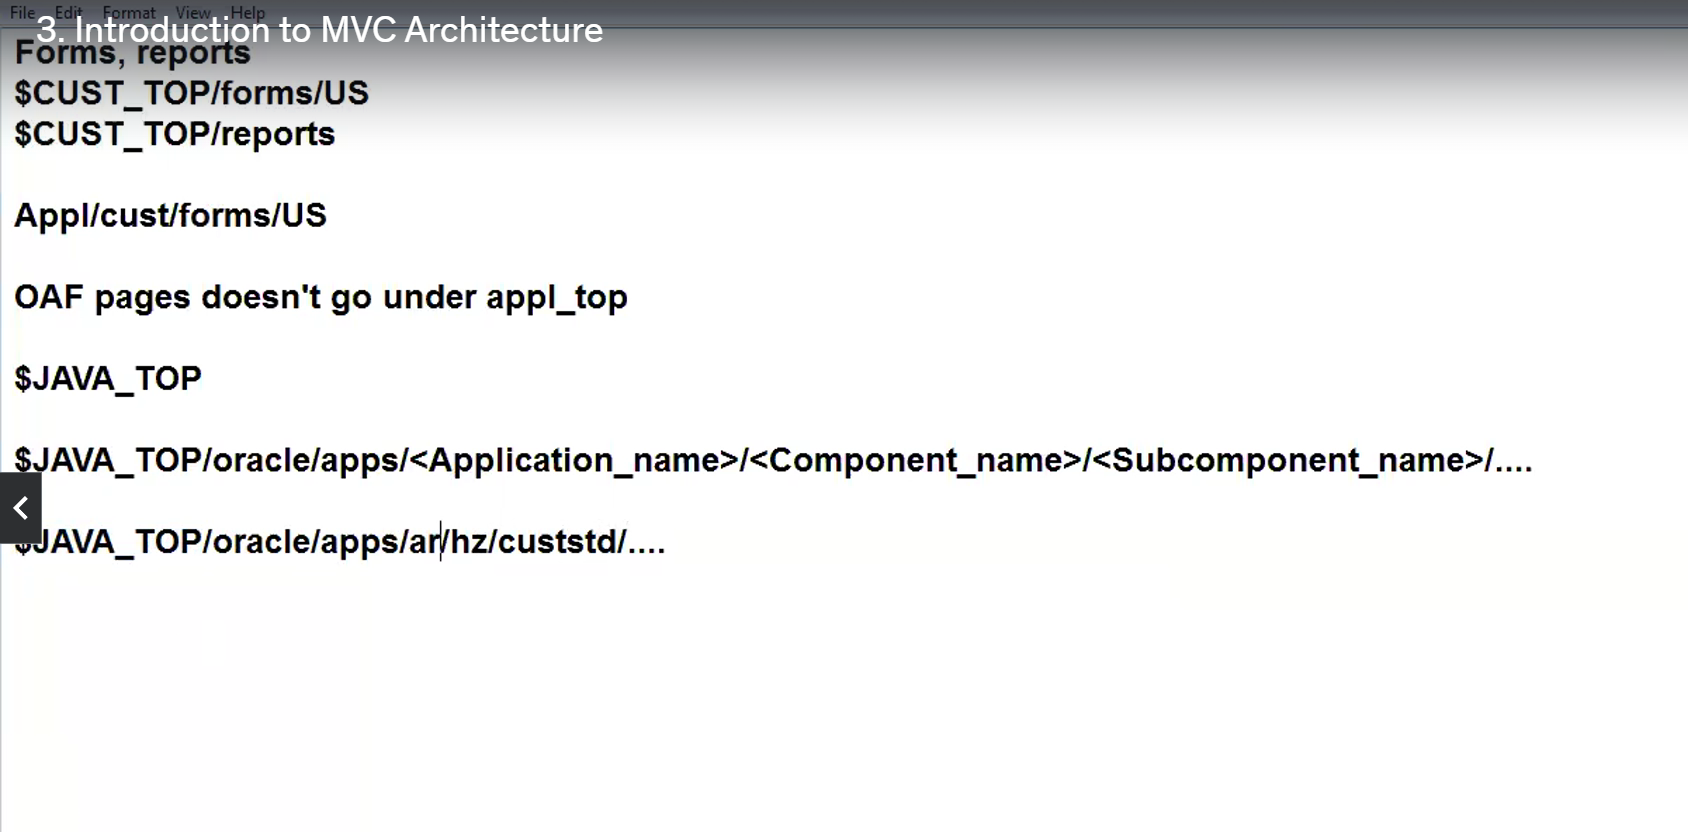 File Edit Format View Help
3. Introduction to MVC Architecture
Forms, reports
$CUST_TOP/forms/US
$CUST_TOP/reports
Appl/cust/forms/US
OAF pages doesn't go under appl_top
$JAVA_TOP
$JAVA_TOP/oracle/apps/<Application_name>/<Component_name>/<Subcomponent_name>/....
$JAVA_TOP/oracle/apps/ar/hz/custstd/....